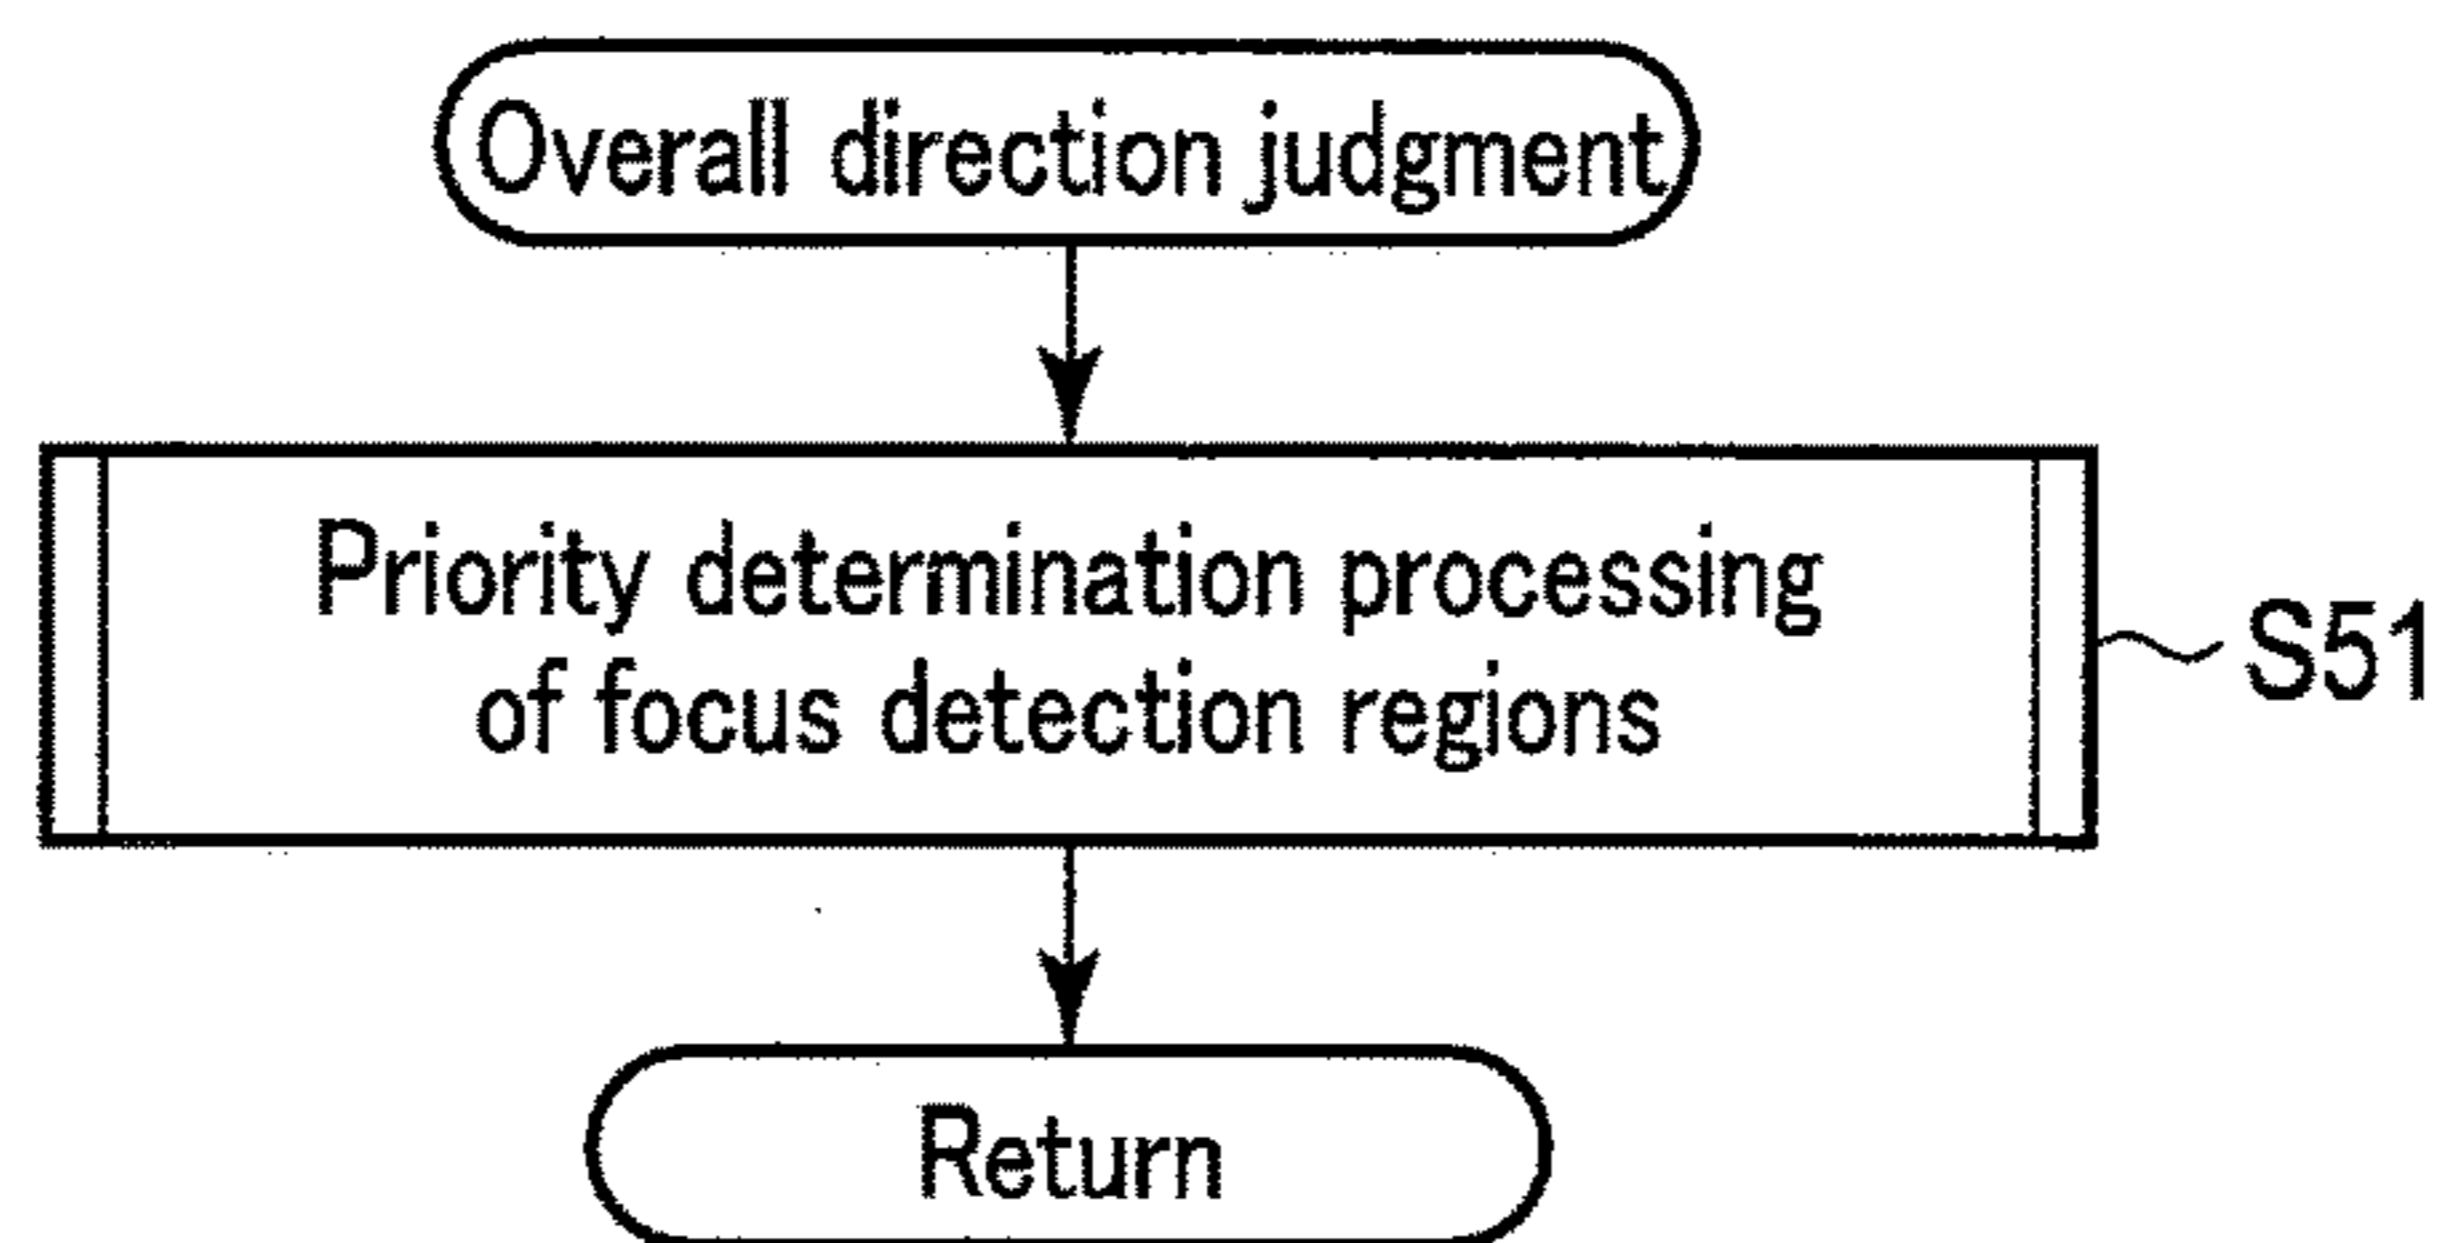 Overall direction judgment
Priority determination processing
of focus detection regions
S51
Return